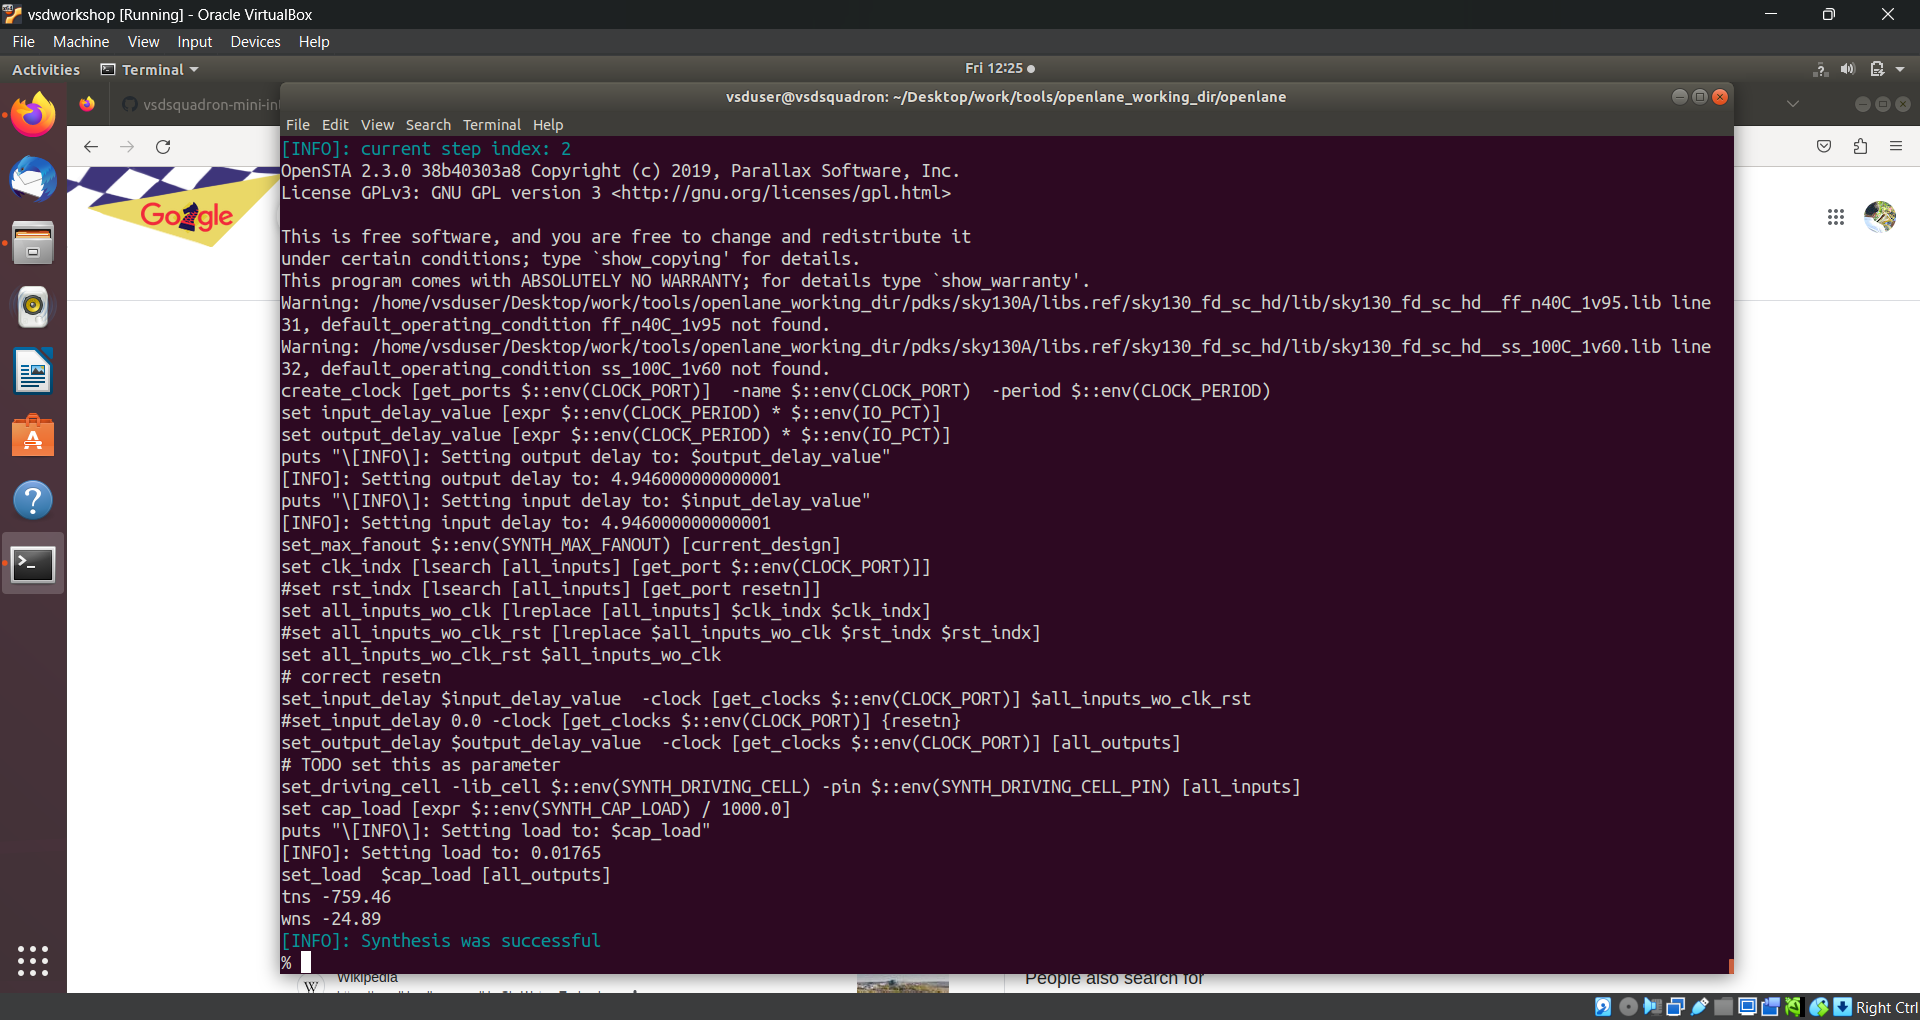 vsdworkshop [Running] - Oracle VirtualBox
File Machine View Input Devices Help
Activities Terminal Fri 12:25
vsdsquadron-mini-in
vsduser@vsdsquadron: ~/Desktop/work/tools/openlane_working_dir/openlane
File Edit View Search Terminal Help
Google
[INFO]: current step index: 2
OpenSTA 2.3.0 38b40303a8 Copyright (c) 2019, Parallax Software, Inc.
License GPLv3: GNU GPL version 3 <http://gnu.org/licenses/gpl.html>
This is free software, and you are free to change and redistribute it
under certain conditions; type `show_copying' for details.
This program comes with ABSOLUTELY NO WARRANTY; for details type `show_warranty'.
Warning: /home/vsduser/Desktop/work/tools/openlane_working_dir/pdks/sky130A/libs.ref/sky130_fd_sc_hd/lib/sky130_fd_sc_hd__ff_n40C_1v95.lib line
31, default_operating_condition ff_n40C_1v95 not found.
Warning: /home/vsduser/Desktop/work/tools/openlane_working_dir/pdks/sky130A/libs.ref/sky130_fd_sc_hd/lib/sky130_fd_sc_hd__ss_100C_1v60.lib line
32, default_operating_condition ss_100C_1v60 not found.
create_clock [get_ports $::env(CLOCK_PORT)]  -name $::env(CLOCK_PORT)  -period $::env(CLOCK_PERIOD)
set input_delay_value [expr $::env(CLOCK_PERIOD) * $::env(IO_PCT)]
set output_delay_value [expr $::env(CLOCK_PERIOD) * $::env(IO_PCT)]
puts "\[INFO\]: Setting output delay to: $output_delay_value"
[INFO]: Setting output delay to: 4.946000000000001
puts "\[INFO\]: Setting input delay to: $input_delay_value"
[INFO]: Setting input delay to: 4.946000000000001
set_max_fanout $::env(SYNTH_MAX_FANOUT) [current_design]
set clk_indx [lsearch [all_inputs] [get_port $::env(CLOCK_PORT)]]
#set rst_indx [lsearch [all_inputs] [get_port resetn]]
set all_inputs_wo_clk [lreplace [all_inputs] $clk_indx $clk_indx]
#set all_inputs_wo_clk_rst [lreplace $all_inputs_wo_clk $rst_indx $rst_indx]
set all_inputs_wo_clk_rst $all_inputs_wo_clk
# correct resetn
set_input_delay $input_delay_value  -clock [get_clocks $::env(CLOCK_PORT)] $all_inputs_wo_clk_rst
#set_input_delay 0.0 -clock [get_clocks $::env(CLOCK_PORT)] {resetn}
set_output_delay $output_delay_value  -clock [get_clocks $::env(CLOCK_PORT)] [all_outputs]
# TODO set this as parameter
set_driving_cell -lib_cell $::env(SYNTH_DRIVING_CELL) -pin $::env(SYNTH_DRIVING_CELL_PIN) [all_inputs]
set cap_load [expr $::env(SYNTH_CAP_LOAD) / 1000.0]
puts "\[INFO\]: Setting load to: $cap_load"
[INFO]: Setting load to: 0.01765
set_load  $cap_load [all_outputs]
tns -759.46
wns -24.89
[INFO]: Synthesis was successful
%
W Wikipedia
People also search for
Right Ctrl